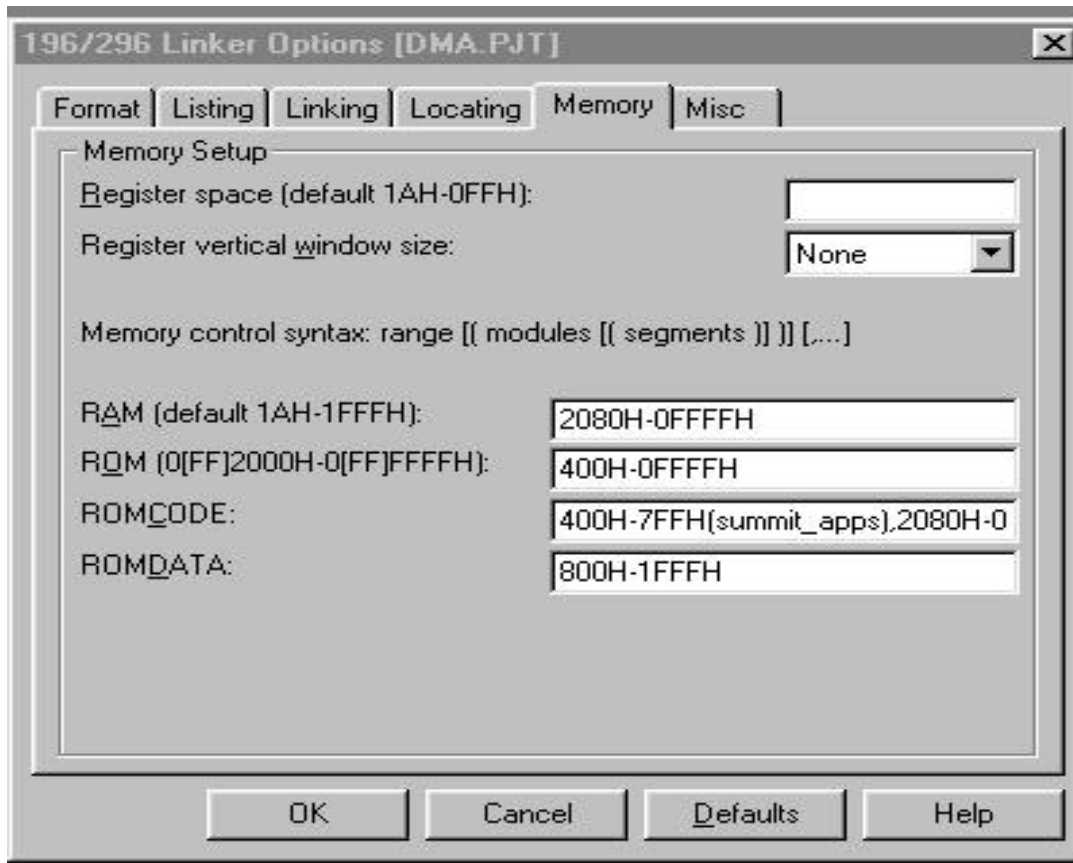 196/296 Linker Options [DMA.PJT]
Format Listing Linking Locating Memory Misc
Memory Setup
Register space (default 1AH-0FFH):
Register vertical window size: None
Memory control syntax: range [( modules [( segments )] )] [,...]
RAM (default 1AH-1FFFH): 2080H-0FFFFH
ROM (0[FF]2000H-0[FF]FFFFH): 400H-0FFFFH
ROMCODE: 400H-7FFH(summit_apps),2080H-0
ROMDATA: 800H-1FFFH
OK Cancel Defaults Help